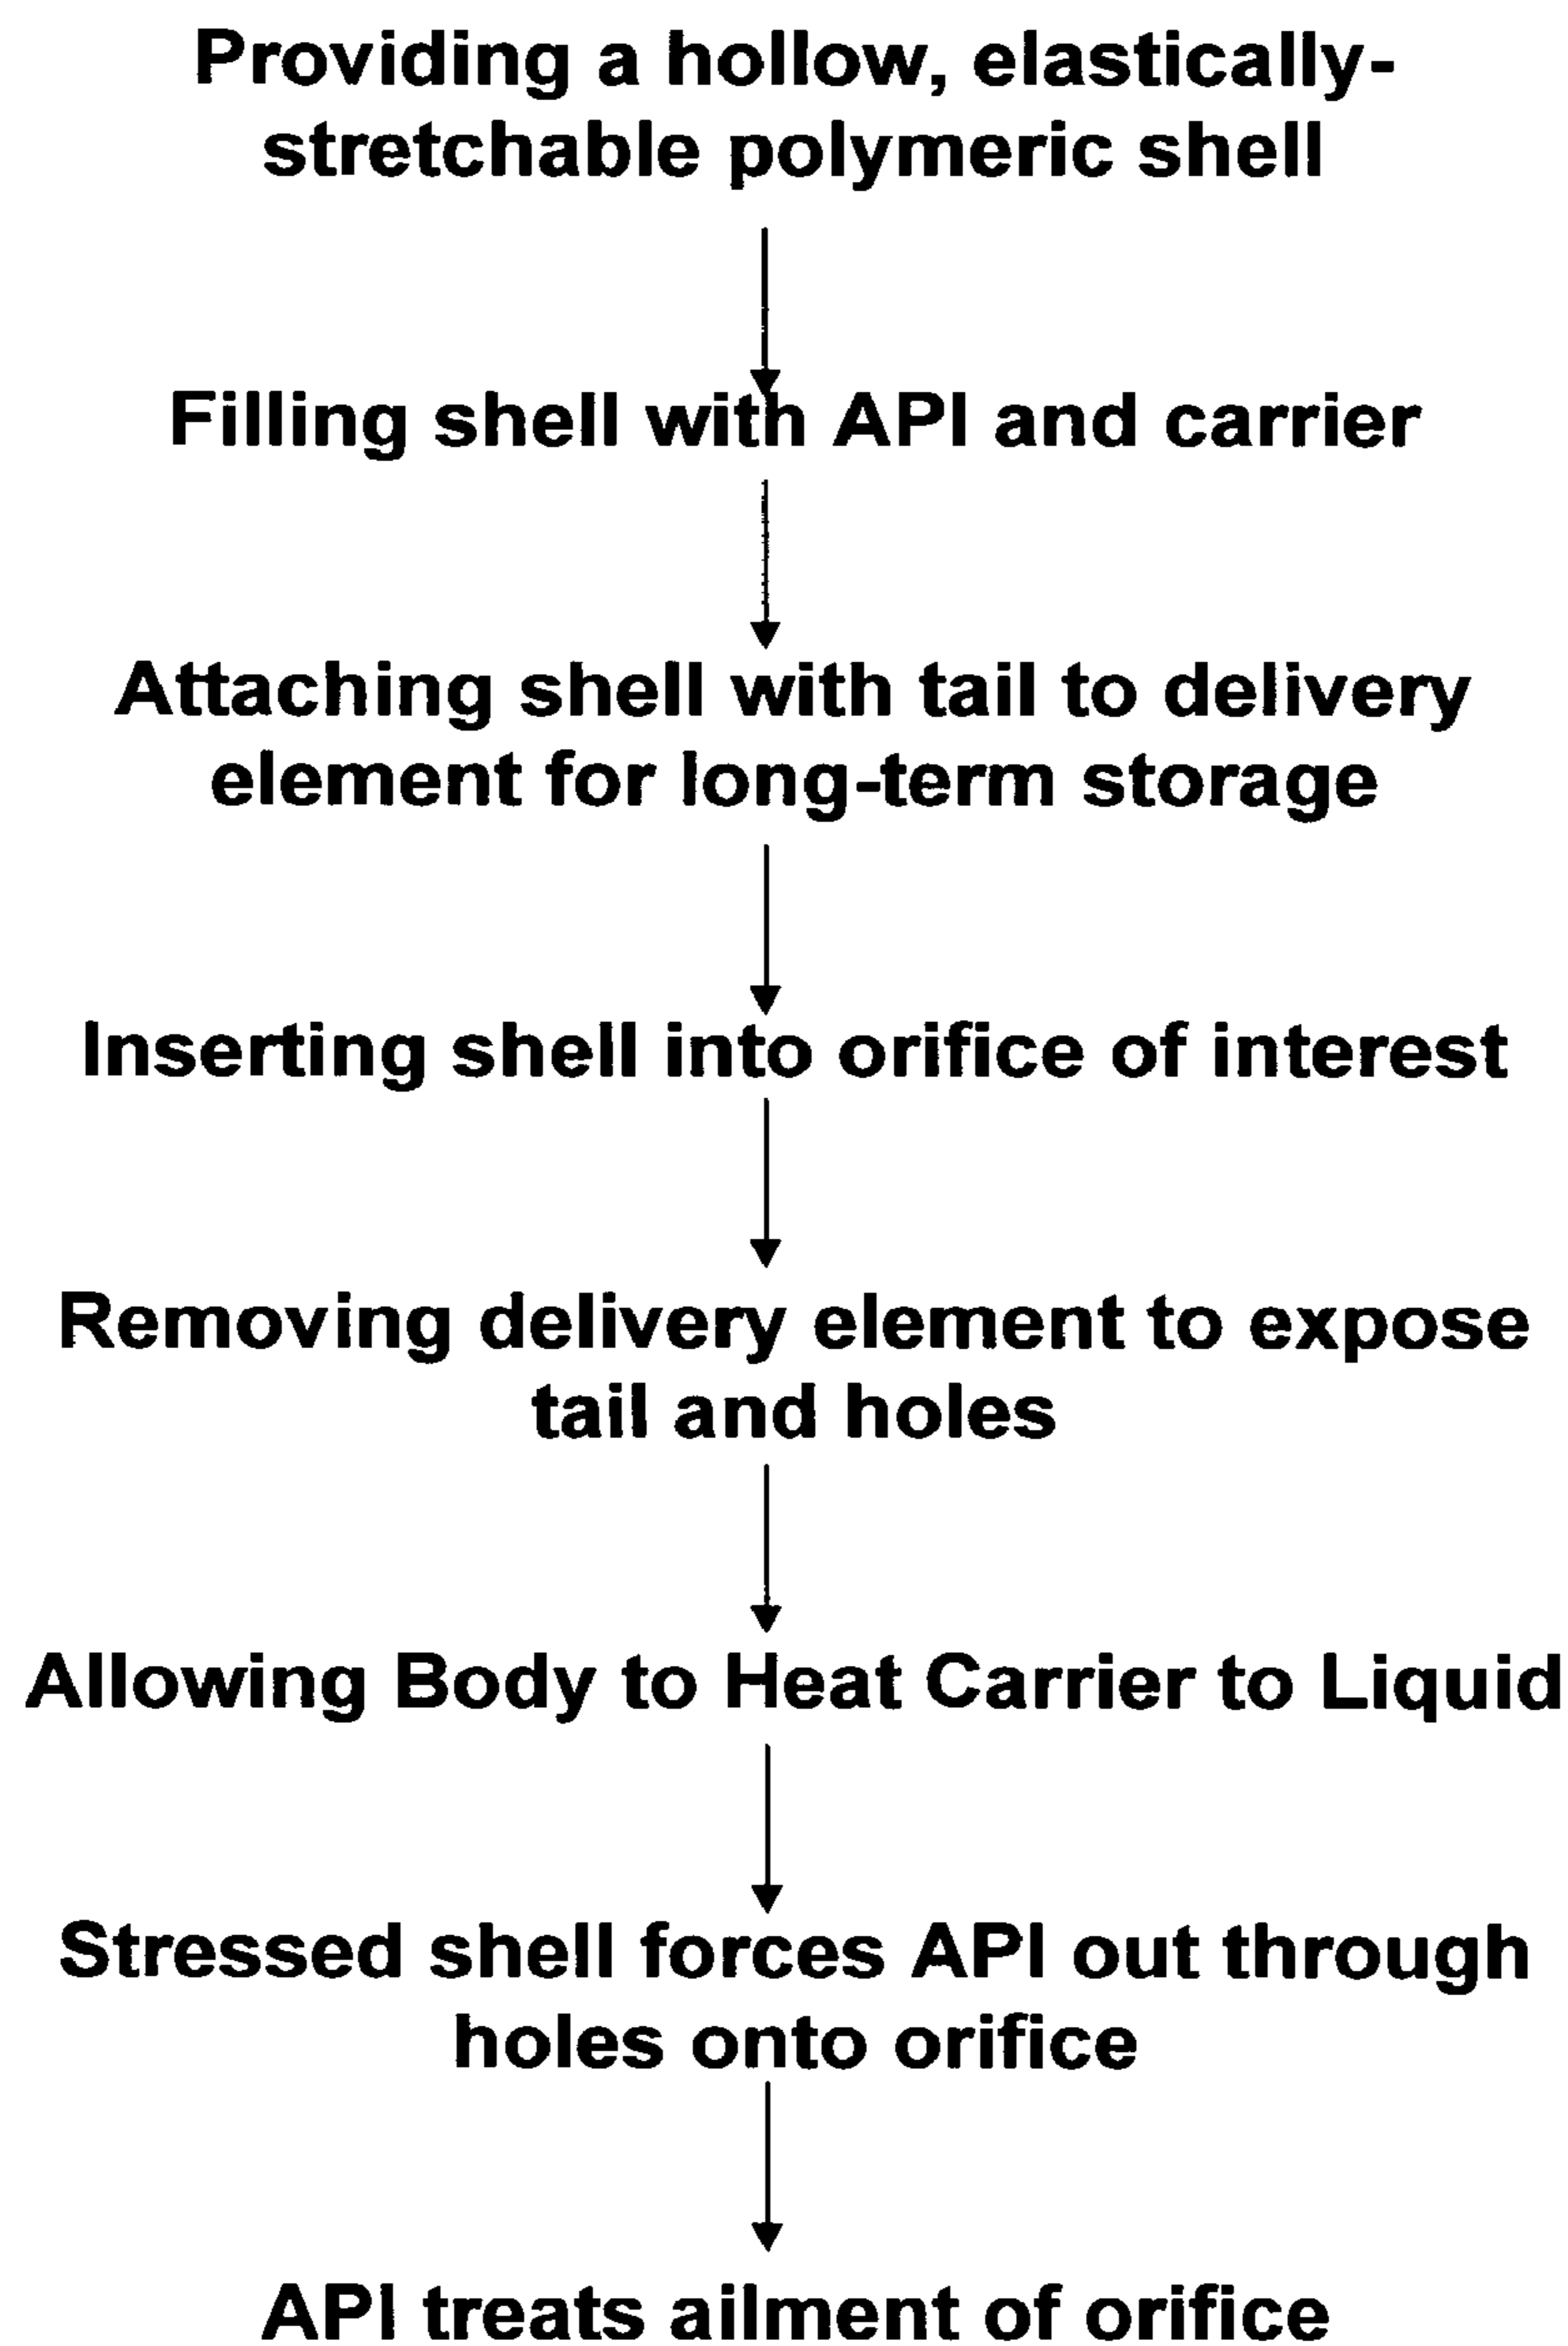 Providing a hollow, elastically-
stretchable polymeric shell
Filling shell with API and carrier
Attaching shell with tail to delivery
element for long-term storage
Inserting shell into orifice of interest
Removing delivery element to expose
tail and holes
Allowing Body to Heat Carrier to Liquid
Stressed shell forces API out through
holes onto orifice
API treats ailment of orifice